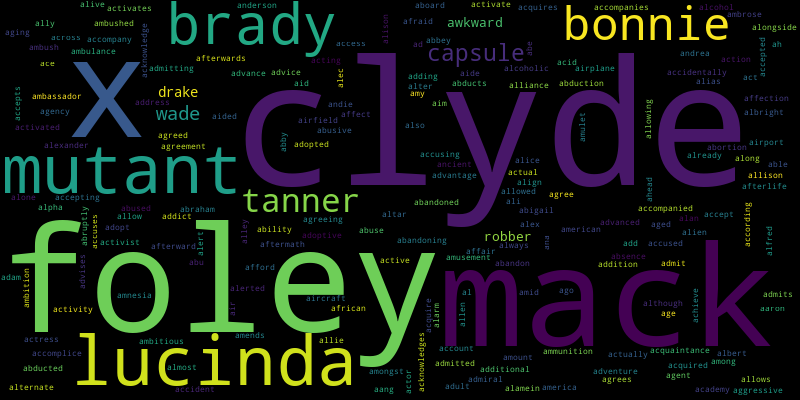 alive activates anderson aboard activate acquires accompanies alcohol ambrose
ally ambushed brady afraid awkward bonnie alongside
aging across accompany acknowledge access alison ad abbey abe accepted ah
ambush ambulance afterwards acting capsule andrea action
ace x admitting advance advice alec adding aide alcoholic acid airplane accidentally act
ambassador drake aid alter abducts alliance abduction alias affection
accepts agency address andie amy aim amulet allowing albright
activated wade aided airfield affect also clyde
alexander agreed abusive abby accusing alice abortion airport
agreement adopted ancient actual already along able
mutant advantage align ahead allison
alone accepting tanner abandoned allowed agree afterlife
alpha abruptly accuses abused abraham altar ali abigail accompanied advanced aged alan accept according
allow addict alley agreeing alex american alien alfred
adopt ability abuse robber
activist afterward alert adoptive aftermath abandoning affair always ana add accused
foley abu afford active amusement abandon absence addition admit
adam ambition advises amnesia alerted air aircraft al amid ago although achieve admits
activity african acquire alarm allen mack age aaron
actress ambitious amends allie acknowledges account ammunition actually acquaintance albert among
accomplice lucinda admitted amount
abducted almost amongst additional adventure acquired agent
alternate accident aang actor adult admiral alamein america agrees academy allows aggressive